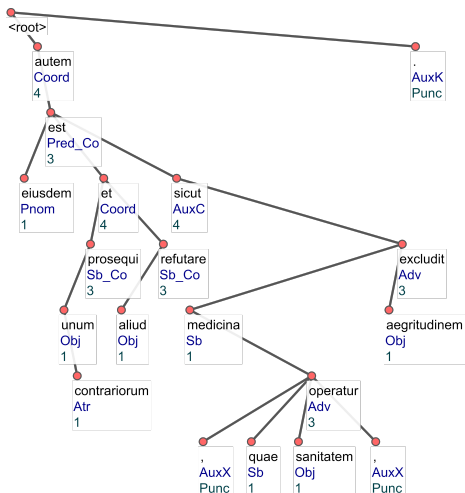 <root>
autem
Coord
4
.
AuxK
Punc
est
Pred_Co
3
eiusdem
Pnom
1
et
Coord
4
sicut
AuxC
4
prosequi
Sb_Co
3
refutare
Sb_Co
3
excludit
Adv
3
unum
Obj
1
aliud
Obj
1
medicina
Sb
1
aegritudinem
Obj
1
contrariorum
Atr
1
operatur
Adv
3
,
AuxX
Punc
quae
Sb
1
sanitatem
Obj
1
,
AuxX
Punc